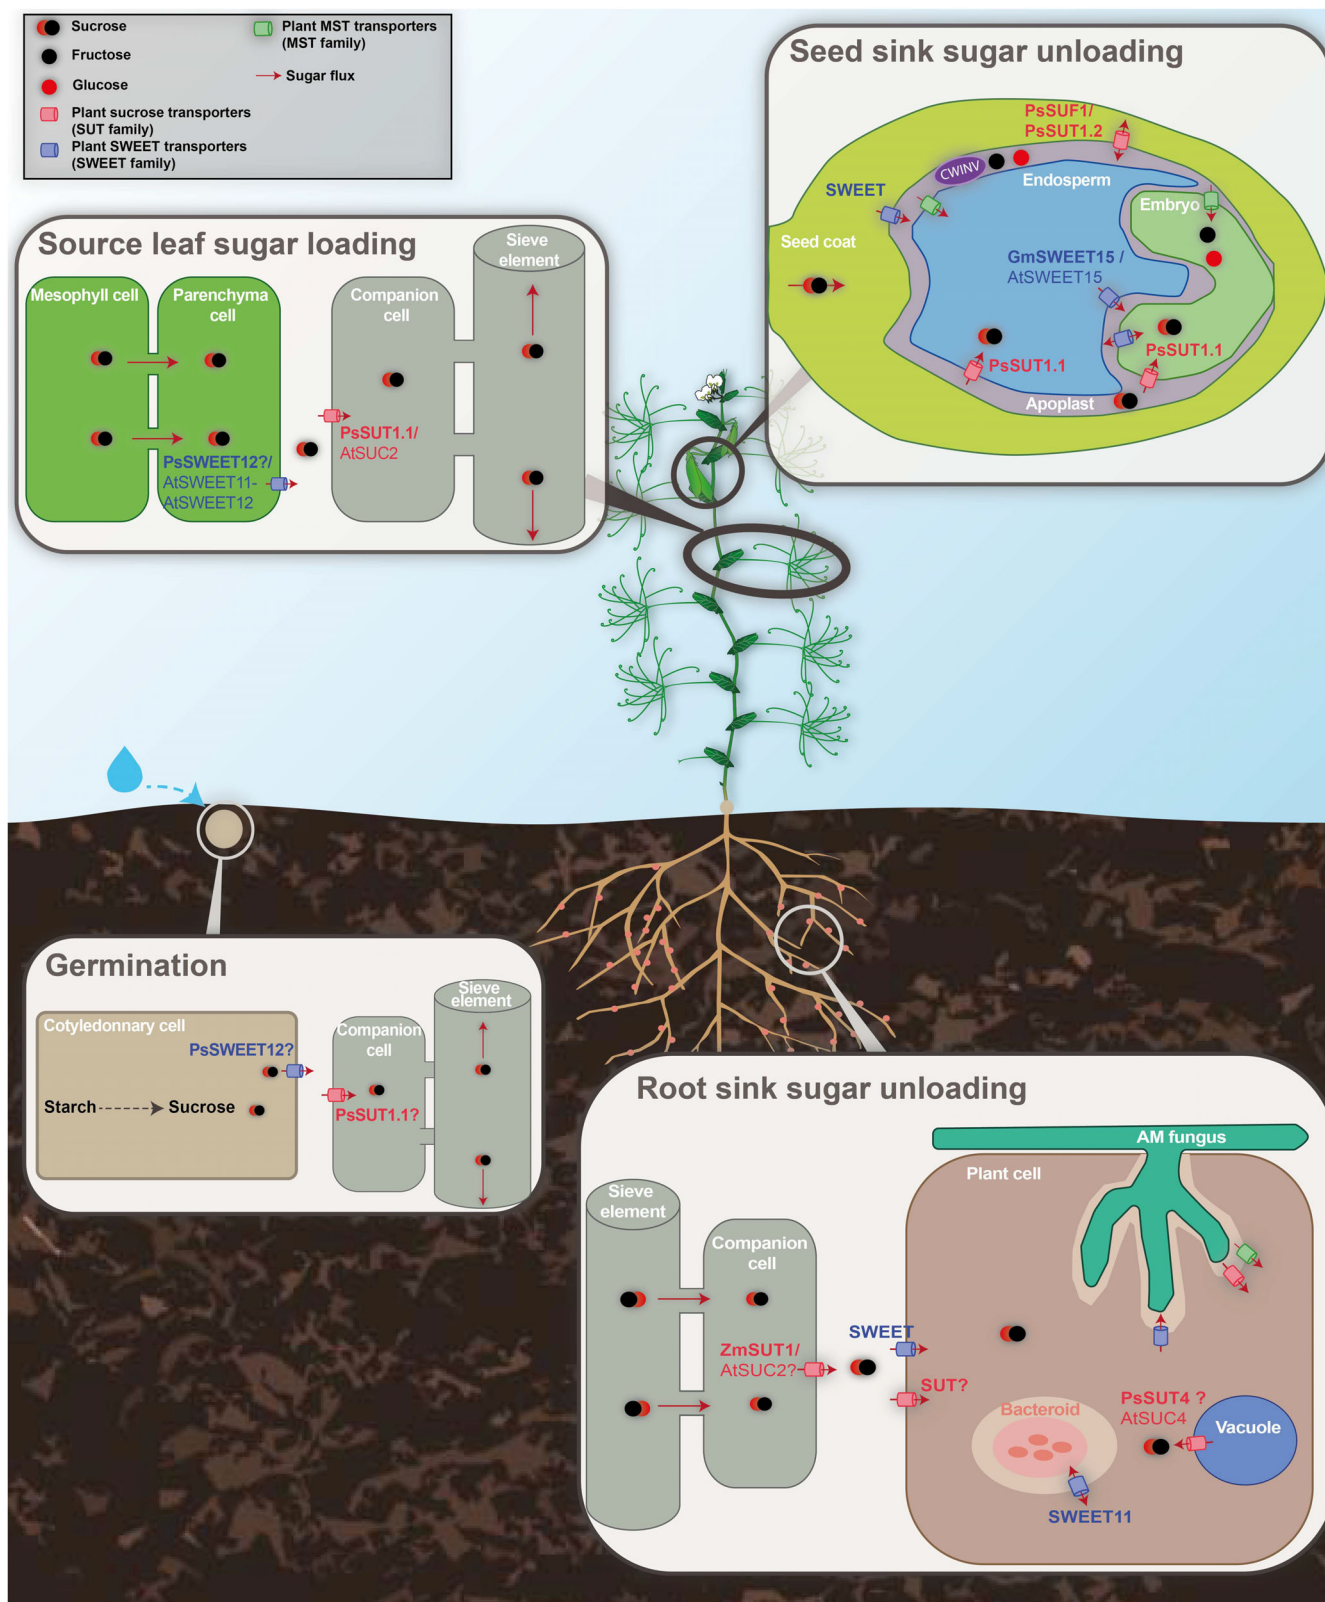 Sucrose
Fructose
Glucose
Plant sucrose transporters
(SUT family)
Plant SWEET transporters
(SWEET family)
Plant MST transporters
(MST family)
Sugar flux
Seed sink sugar unloading
PsSUF1/
PsSUT1.2
CWINV
Endosperm
SWEET
Embryo
Seed coat
GmSWEET15 /
AtSWEET15
PsSUT1.1
PsSUT1.1
Apoplast
Source leaf sugar loading
Sieve
element
Mesophyll cell
Parenchyma
cell
Companion
cell
PsSUT1.1/
AtSUC2
PsSWEET12?/
AtSWEET11-
AtSWEET12
Germination
Cotyledonnary cell
PsSWEET12?
Starch
Sucrose
Companion
cell
PsSUT1.1?
Sieve
element
Root sink sugar unloading
Sieve
element
Companion
cell
ZmSUT1/
AtSUC2?
SWEET
SUT?
AM fungus
Plant cell
Bacteroid
SWEET11
PsSUT4 ?
AtSUC4
Vacuole